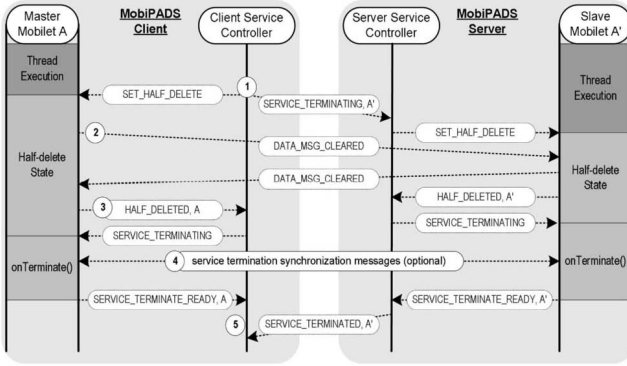 Master
Mobilet A
MobiPADS
Client
Client Service
Controller
Server Service
Controller
MobiPADS
Server
Slave
Mobilet A'
Thread
Execution
Thread
Execution
1
SET_HALF_DELETE
SERVICE_TERMINATING, A'
2
SET_HALF_DELETE
DATA_MSG_CLEARED
Half-delete
State
Half-delete
State
DATA_MSG_CLEARED
HALF_DELETED, A'
3
HALF_DELETED, A
SERVICE_TERMINATING
SERVICE_TERMINATING
onTerminate()
4
service termination synchronization messages (optional)
onTerminate()
SERVICE_TERMINATE_READY, A
SERVICE_TERMINATE_READY, A'
5
SERVICE_TERMINATED, A'